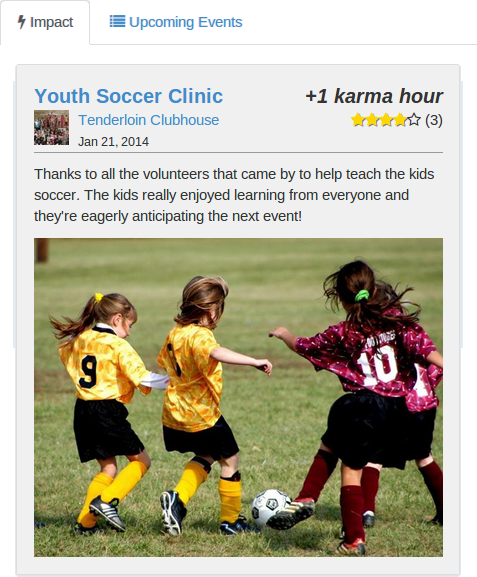 Impact
Upcoming Events
Youth Soccer Clinic
+1 karma hour
Tenderloin Clubhouse
(3)
Jan 21, 2014
Thanks to all the volunteers that came by to help teach the kids
soccer. The kids really enjoyed learning from everyone and
they're eagerly anticipating the next event!
9
10